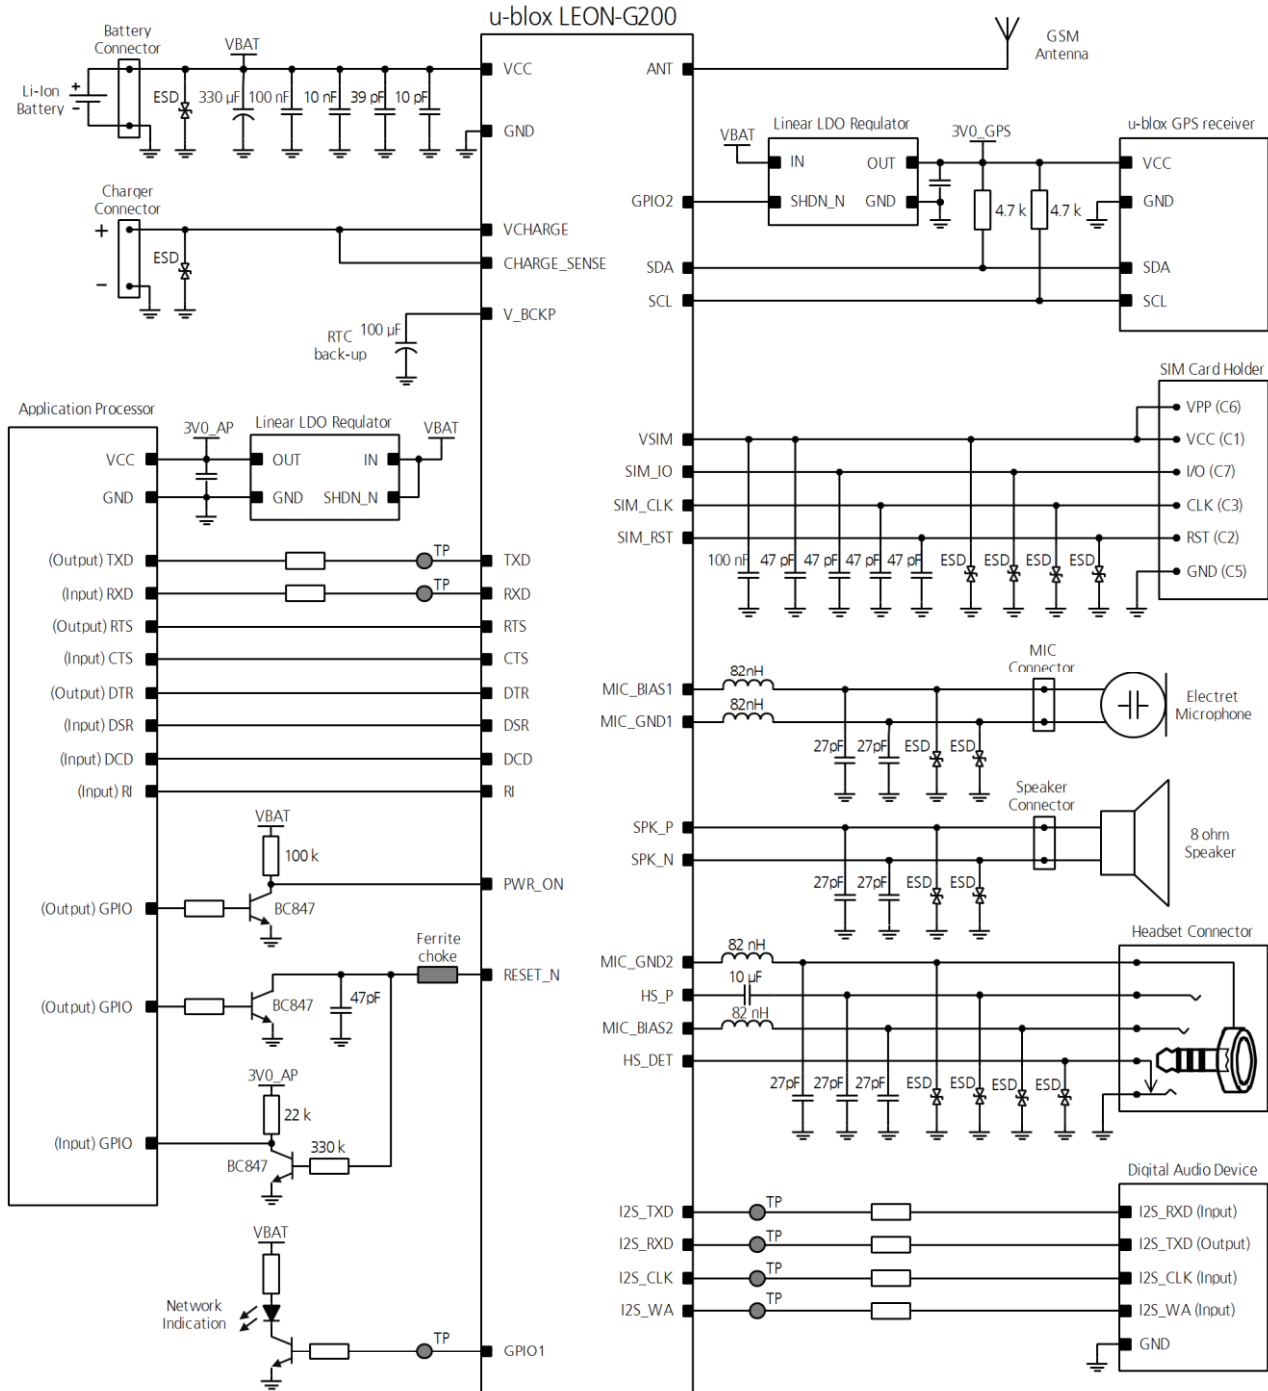 u-blox LEON-G200
Battery
Connector
VBAT
Li-Ion
Battery
+
-
ESD
330 µF
100 nF
10 nF
39 pF
10 pF
VCC
GND
Charger
Connector
+
-
ESD
VCHARGE
CHARGE_SENSE
V_BCKP
RTC
back-up
100 µF
Application Processor
3V0_AP
Linear LDO Regulator
VBAT
VCC
OUT
IN
GND
GND
SHDN_N
(Output) TXD
TP
TXD
(Input) RXD
TP
RXD
(Output) RTS
RTS
(Input) CTS
CTS
(Output) DTR
DTR
(Input) DSR
DSR
(Input) DCD
DCD
(Input) RI
RI
VBAT
100 k
PWR_ON
(Output) GPIO
BC847
Ferrite
choke
RESET_N
(Output) GPIO
BC847
47pF
3V0_AP
22 k
(Input) GPIO
330 k
BC847
VBAT
Network
Indication
TP
GPIO1
ANT
GSM
Antenna
Linear LDO Regulator
VBAT
3V0_GPS
u-blox GPS receiver
IN
OUT
VCC
GPIO2
SHDN_N
GND
4.7 k
4.7 k
GND
SDA
SDA
SCL
SCL
SIM Card Holder
VPP (C6)
VSIM
VCC (C1)
SIM_IO
I/O (C7)
SIM_CLK
CLK (C3)
SIM_RST
RST (C2)
100 nF
47 pF
47 pF
47 pF
47 pF
ESD
ESD
ESD
ESD
GND (C5)
MIC
Connector
82nH
MIC_BIAS1
82nH
MIC_GND1
Electret
Microphone
27pF
27pF
ESD
ESD
Speaker
Connector
SPK_P
SPK_N
8 ohm
Speaker
27pF
27pF
ESD
ESD
Headset Connector
82 nH
MIC_GND2
10 µF
HS_P
82 nH
MIC_BIAS2
HS_DET
27pF
27pF
27pF
ESD
ESD
ESD
ESD
Digital Audio Device
I2S_TXD
TP
I2S_RXD (Input)
I2S_RXD
TP
I2S_TXD (Output)
I2S_CLK
TP
I2S_CLK (Input)
I2S_WA
TP
I2S_WA (Input)
GND